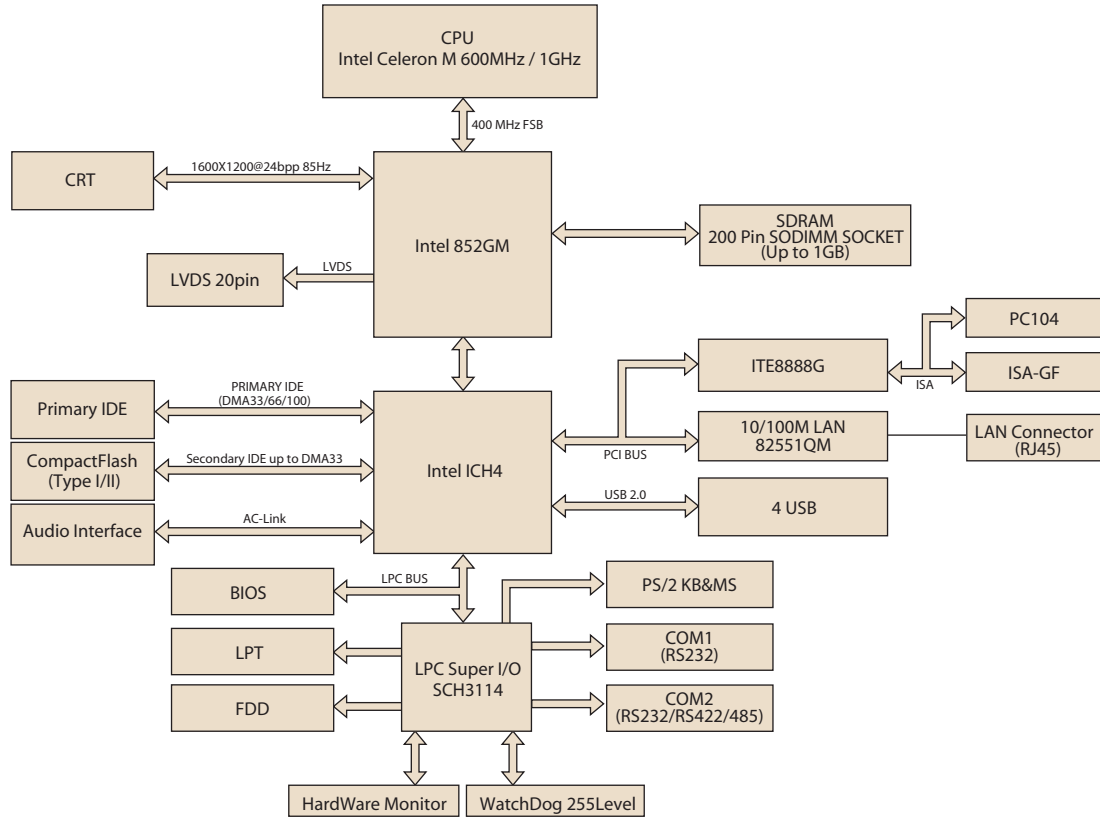 CPU
Intel Celeron M 600MHz / 1GHz
400 MHz FSB
CRT
1600X1200@24bpp 85Hz
Intel 852GM
SDRAM
200 Pin SODIMM SOCKET
(Up to 1GB)
LVDS 20pin
LVDS
PC104
ITE8888G
ISA
ISA-GF
Primary IDE
PRIMARY IDE
(DMA33/66/100)
10/100M LAN
82551QM
LAN Connector
(RJ45)
PCI BUS
CompactFlash
(Type I/II)
Secondary IDE up to DMA33
Intel ICH4
USB 2.0
4 USB
Audio Interface
AC-Link
BIOS
LPC BUS
PS/2 KB&MS
LPT
LPC Super I/O
SCH3114
COM1
(RS232)
FDD
COM2
(RS232/RS422/485)
HardWare Monitor
WatchDog 255Level